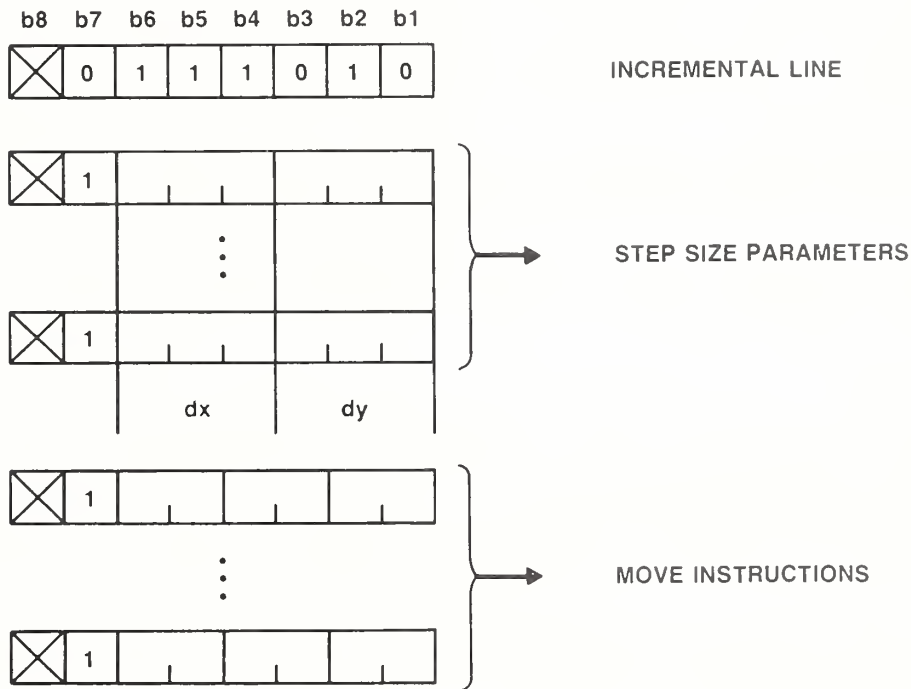 b8 b7 b6 b5 b4 b3 b2 b1
0 1 1 1 0 1 0 INCREMENTAL LINE
1
STEP SIZE PARAMETERS
1
dx dy
1
MOVE INSTRUCTIONS
1